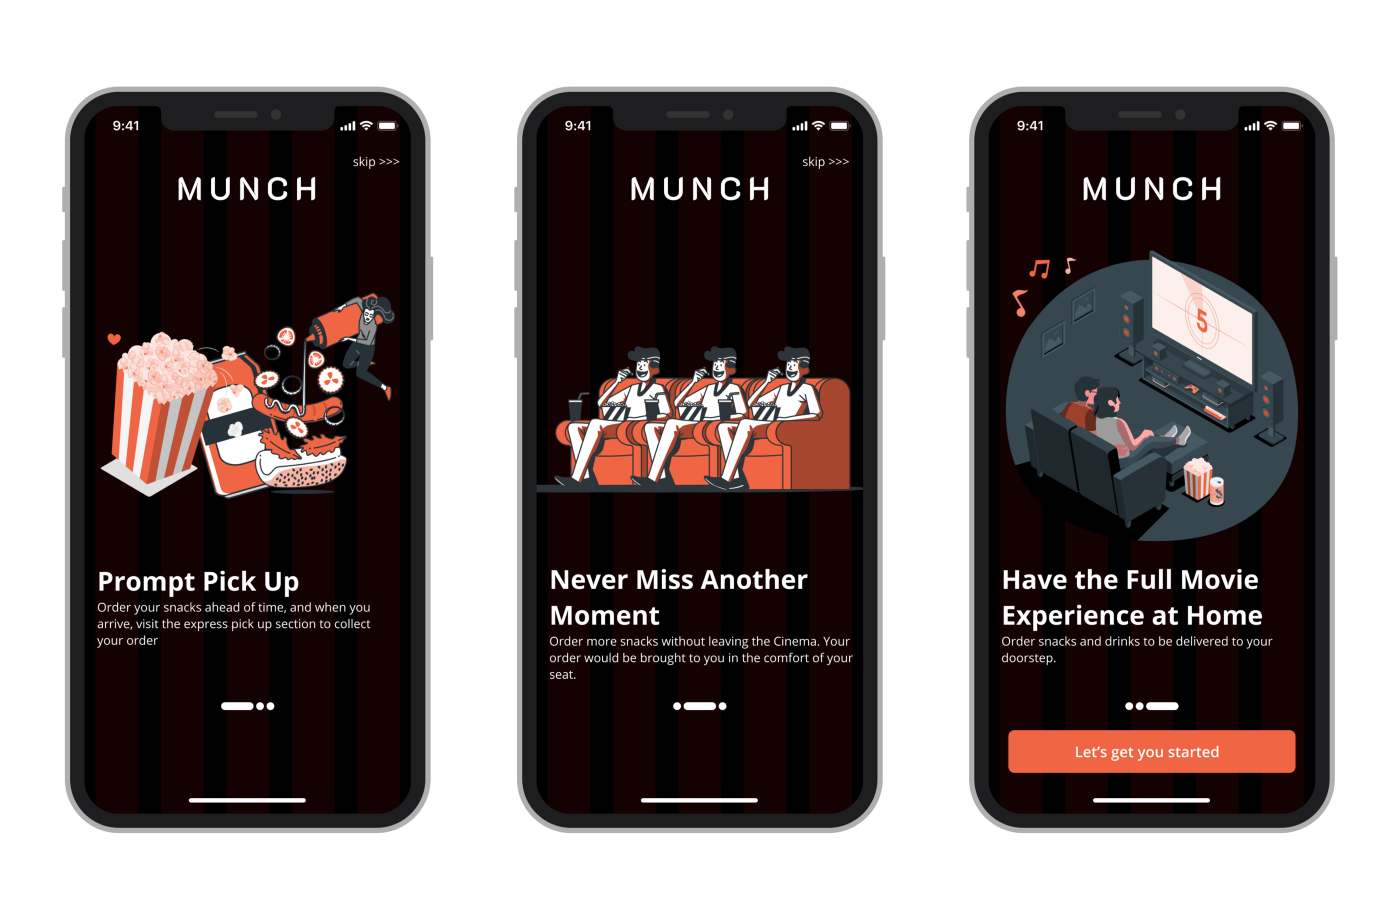 9:41
skip >>>
MUNCH
Prompt Pick Up
Order your snacks ahead of time, and when you
arrive, visit the express pick up section to collect
your order
9:41
skip >>>
MUNCH
Never Miss Another
Moment
Order more snacks without leaving the Cinema. Your
order would be brought to you in the comfort of your
seat.
9:41
MUNCH
5
Have the Full Movie
Experience at Home
Order snacks and drinks to be delivered to your
doorstep.
Let's get you started